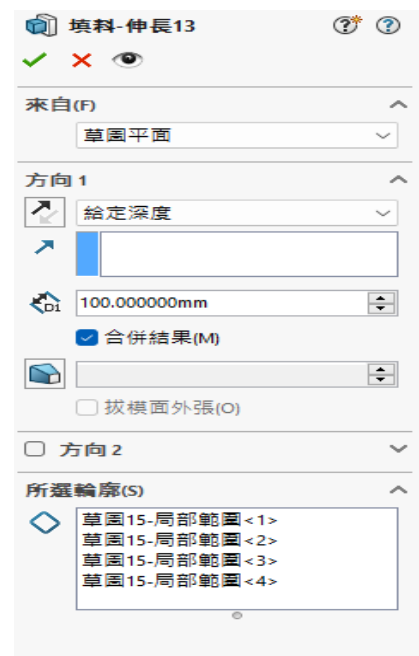 填料-伸長13
來自(F)
草圖平面
方向 1
給定深度
D1
100.000000mm
合併結果(M)
拔模面外張(O)
方向 2
所選輪廓(S)
草圖15-局部範圍<1>
草圖15-局部範圍<2>
草圖15-局部範圍<3>
草圖15-局部範圍<4>